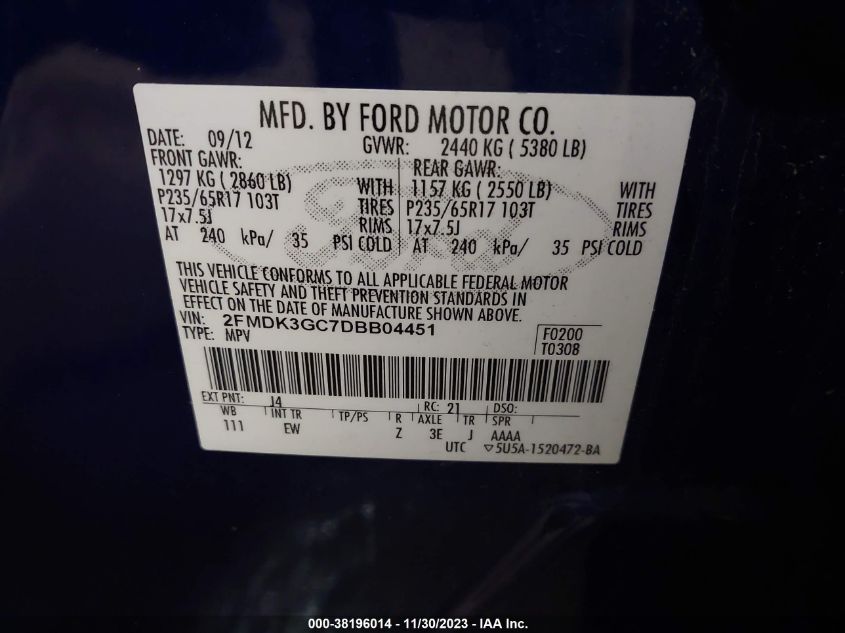 MFD. BY FORD MOTOR CO.
DATE: 09/12 GVWR: 2440 KG ( 5380 LB)
FRONT GAWR: REAR GAWR:
1297 KG ( 2860 LB) WITH 1157 KG ( 2550 LB) WITH
P235/65R17 103T TIRES P235/65R17 103T TIRES
17x7.5J RIMS 17x7.5J RIMS
AT 240 kPa/ 35 PSI COLD AT 240 kPa/ 35 PSI COLD
THIS VEHICLE CONFORMS TO ALL APPLICABLE FEDERAL MOTOR
VEHICLE SAFETY AND THEFT PREVENTION STANDARDS IN
EFFECT ON THE DATE OF MANUFACTURE SHOWN ABOVE.
VIN: 2FMDK3GC7DBB04451 F0200
TYPE: MPV T0308
EXT PNT: J4 RC: 21 DSO:
WB INT TR TP/PS R AXLE TR SPR
111 EW Z 3E J AAAA
UTC ▽5U5A-1520472-BA
000-38196014 - 11/30/2023 - IAA Inc.